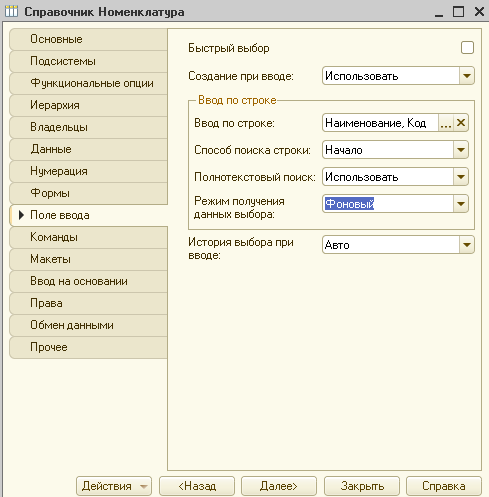 Справочник Номенклатура
Основные
Подсистемы
Функциональные опции
Иерархия
Владельцы
Данные
Нумерация
Формы
Поле ввода
Команды
Макеты
Ввод на основании
Права
Обмен данными
Прочее
Быстрый выбор
Создание при вводе: Использовать
Ввод по строке
Ввод по строке: Наименование, Код ...
Способ поиска строки: Начало
Полнотекстовый поиск: Использовать
Режим получения
данных выбора: Фоновый
История выбора при
вводе: Авто
Действия <Назад Далее> Закрыть Справка